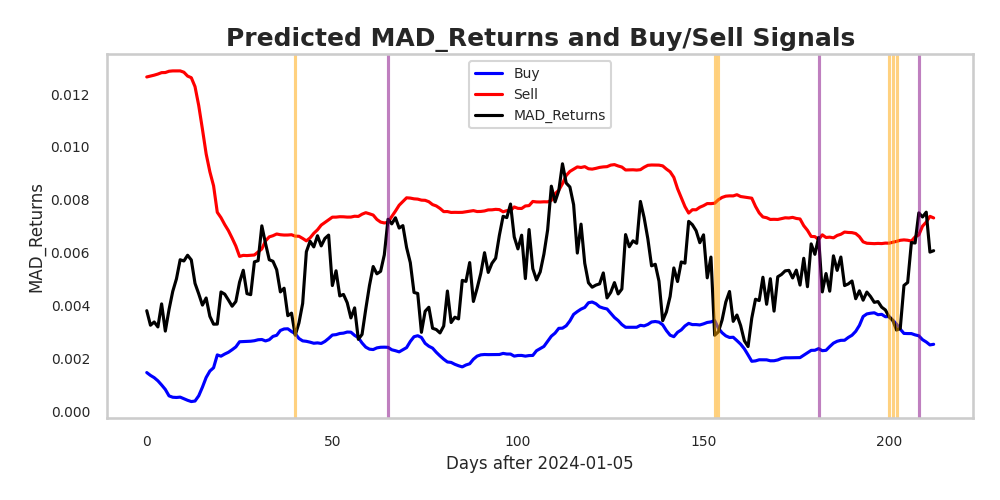 Predicted MAD_Returns and Buy/Sell Signals
Buy
Sell
MAD_Returns
MAD_Returns
0.012
0.010
0.008
0.006
0.004
0.002
0.000
0
50
100
150
200
Days after 2024-01-05